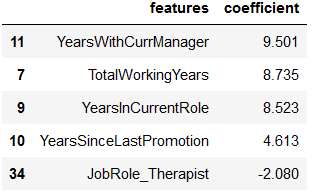 features coefficient
11 YearsWithCurrManager 9.501
7 TotalWorkingYears 8.735
9 YearsInCurrentRole 8.523
10 YearsSinceLastPromotion 4.613
34 JobRole_Therapist -2.080